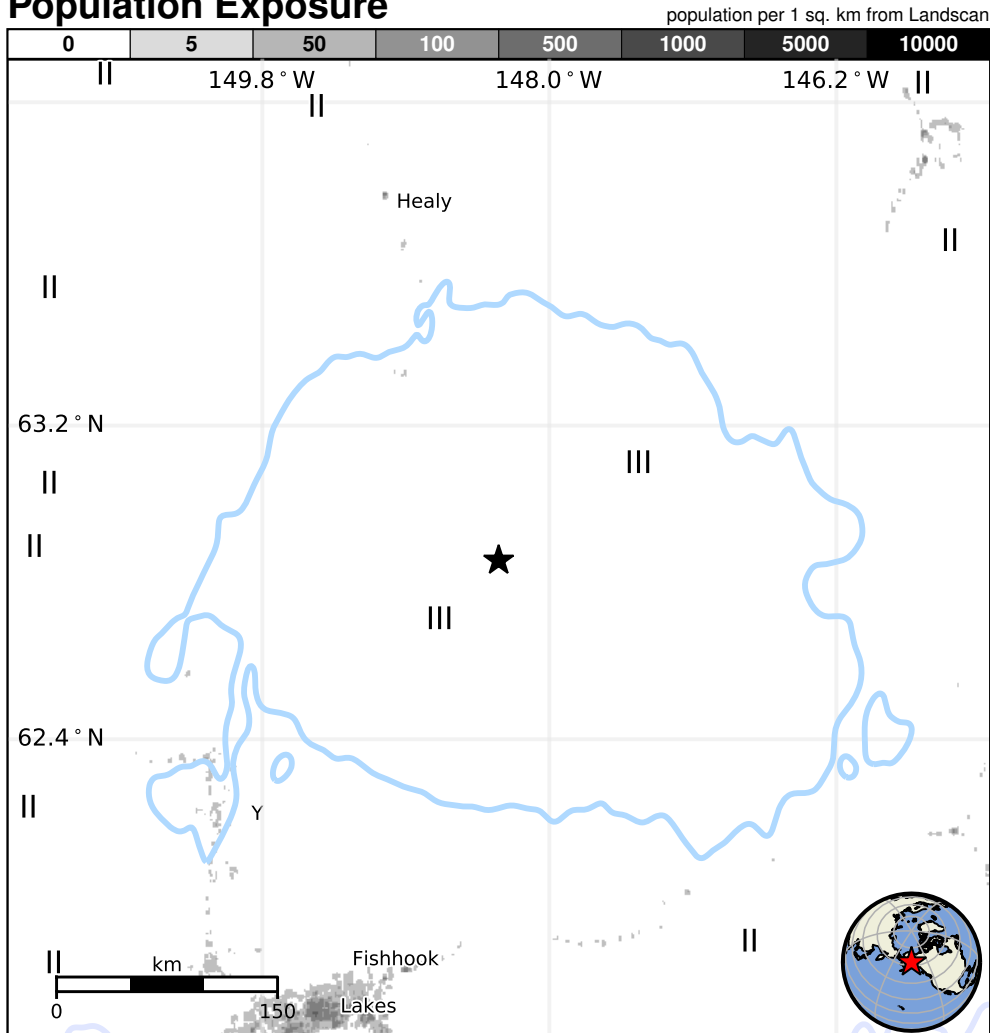 Population Exposure
population per 1 sq. km from Landscan
0 5 50 100 500 1000 5000 10000
II 149.8°W 148.0°W 146.2°W II
II
Healy
II
II
63.2°N
III
II
II
III
62.4°N
II
Y
II
Fishhook
II
km
Lakes
0 150